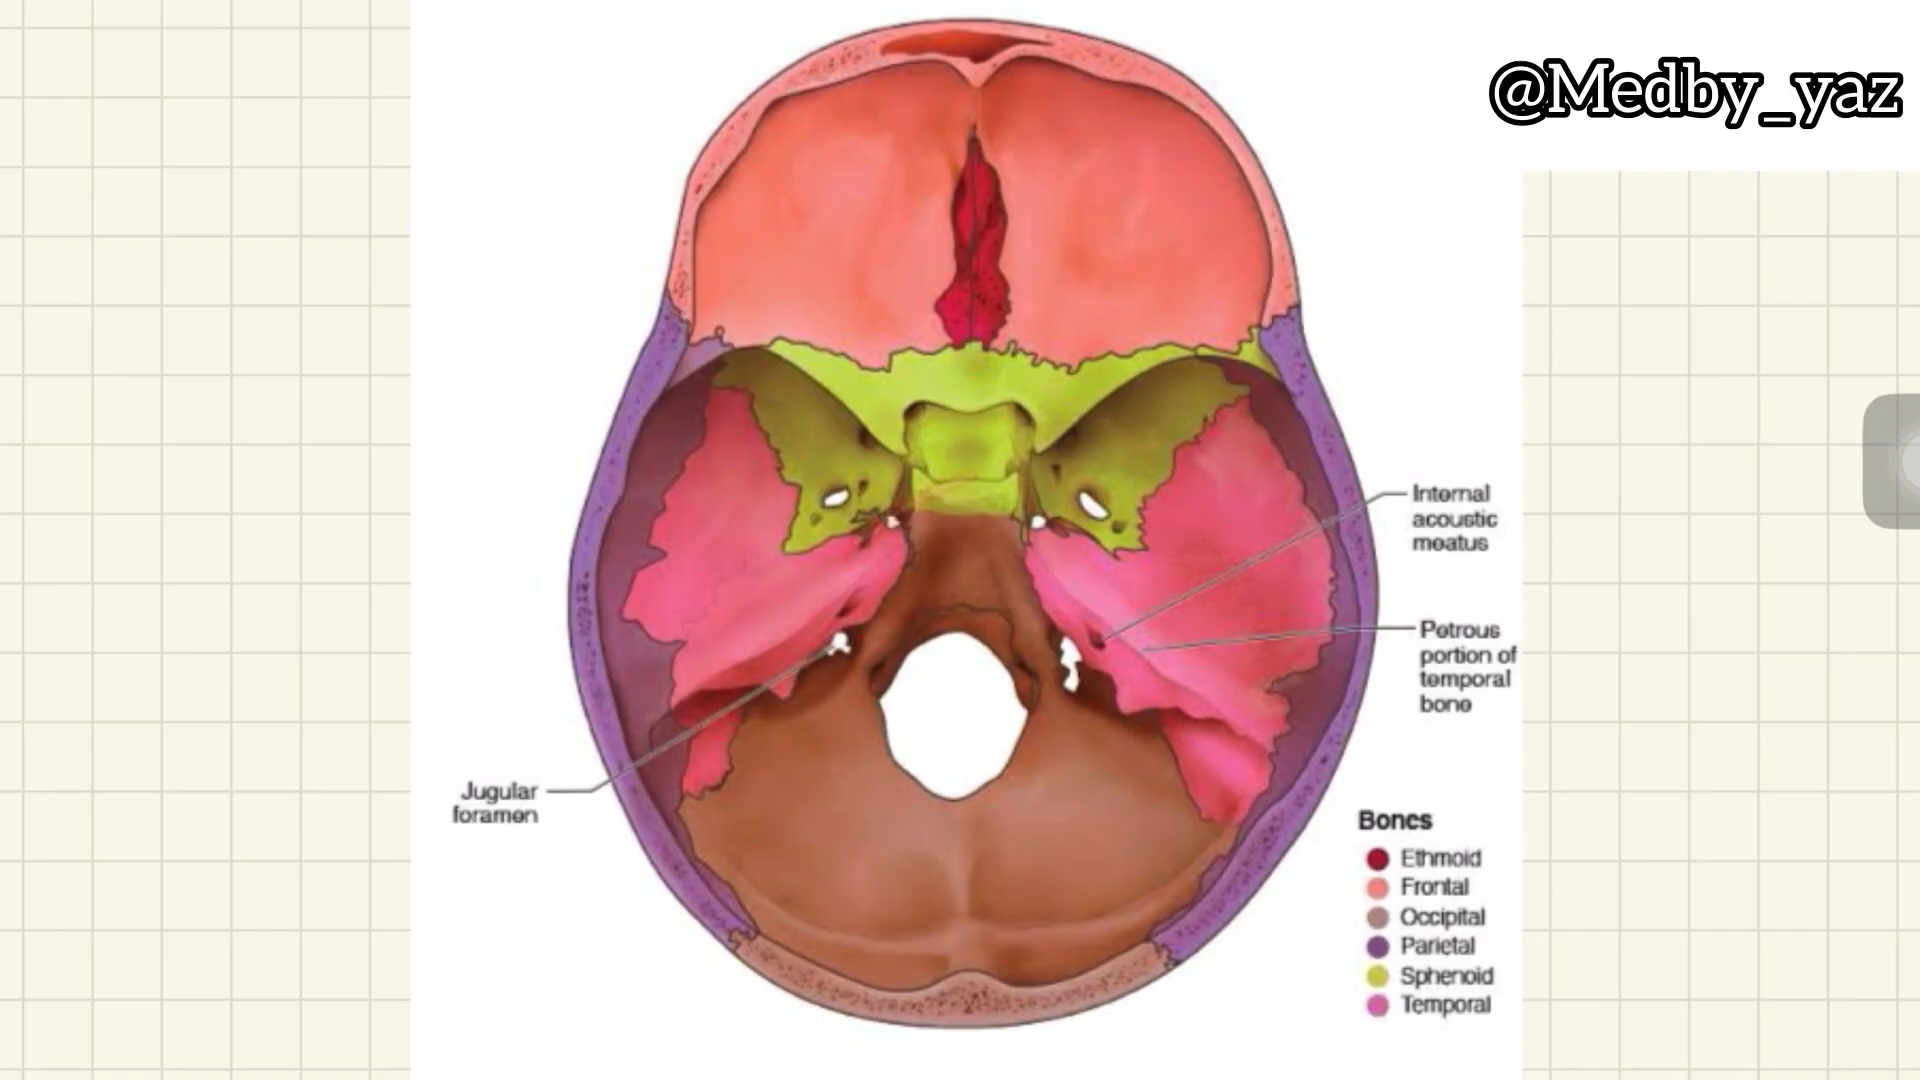 @Medby_yaz
Internal
acoustic
meatus
Petrous
portion of
temporal
bone
Jugular
foramen
Bones
Ethmoid
Frontal
Occipital
Parietal
Sphenoid
Temporal